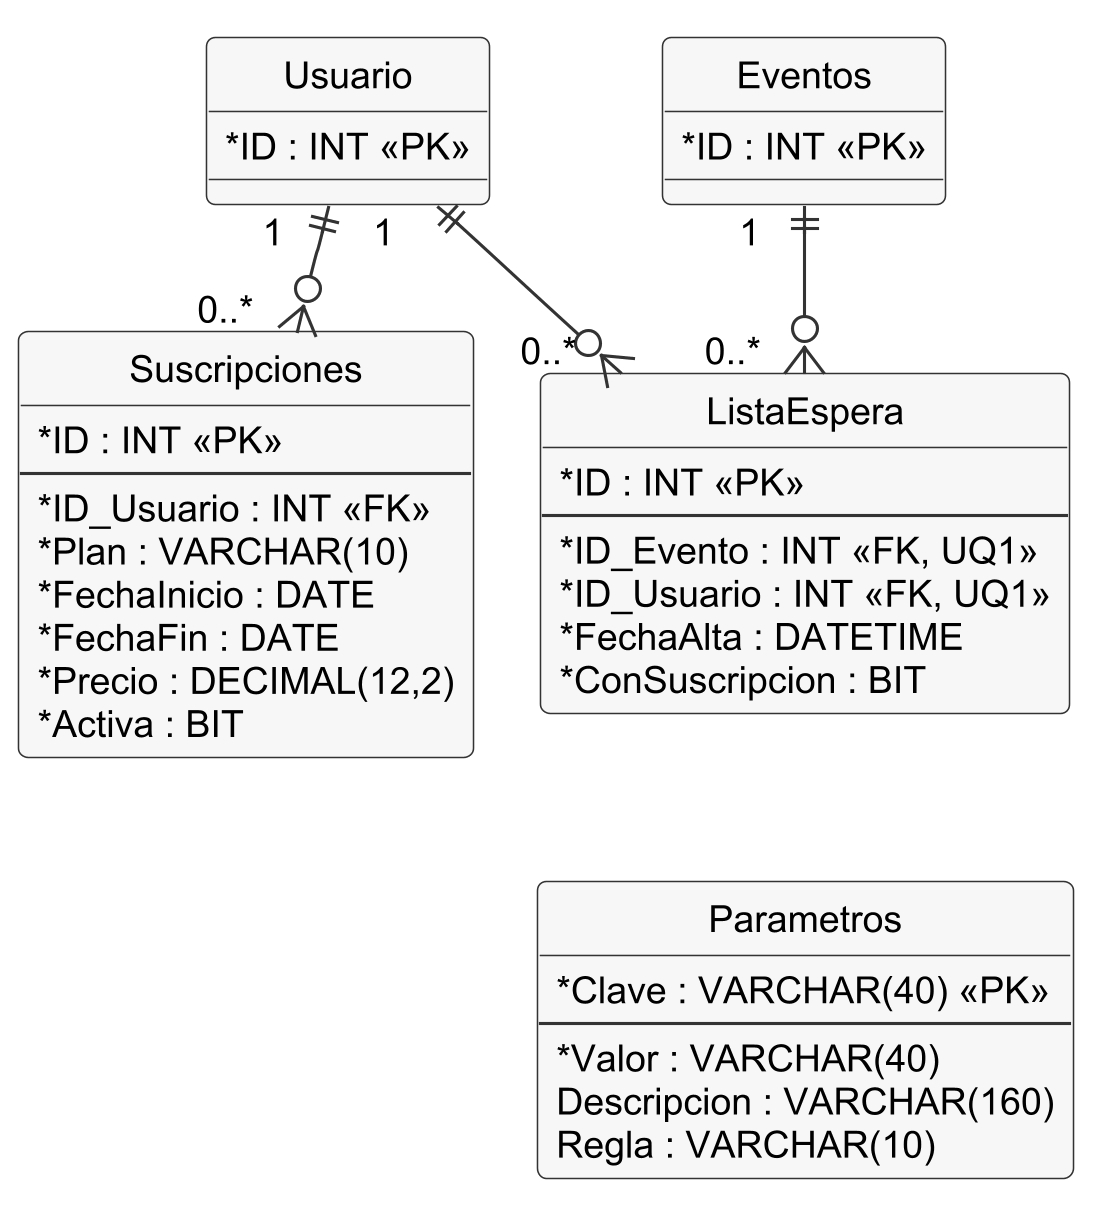 Usuario
*ID : INT «PK»
Eventos
*ID : INT «PK»
1
1
1
0..*
0..*
0..*
Suscripciones
*ID : INT «PK»
*ID_Usuario : INT «FK»
*Plan : VARCHAR(10)
*FechaInicio : DATE
*FechaFin : DATE
*Precio : DECIMAL(12,2)
*Activa : BIT
ListaEspera
*ID : INT «PK»
*ID_Evento : INT «FK, UQ1»
*ID_Usuario : INT «FK, UQ1»
*FechaAlta : DATETIME
*ConSuscripcion : BIT
Parametros
*Clave : VARCHAR(40) «PK»
*Valor : VARCHAR(40)
Descripcion : VARCHAR(160)
Regla : VARCHAR(10)